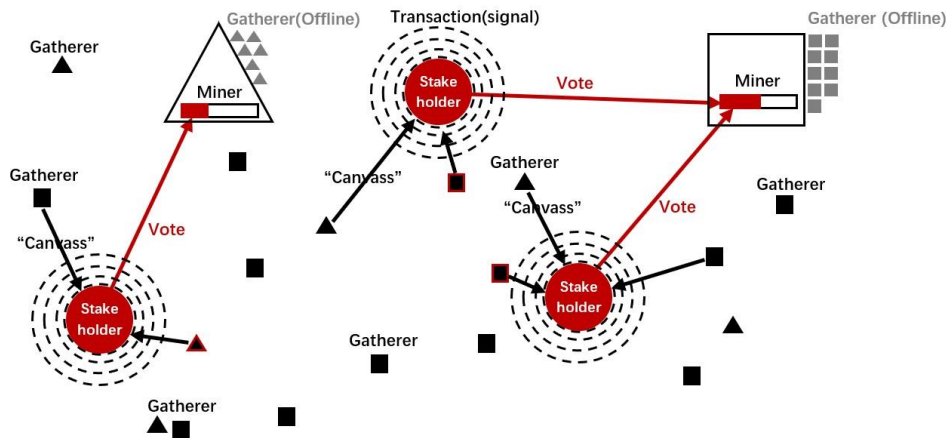 Gatherer(Offline)
Transaction(signal)
Gatherer (Offline)
Gatherer
Miner
Stake
holder
Vote
Miner
Gatherer
"Canvass"
Gatherer
"Canvass"
Gatherer
Vote
"Canvass"
Vote
Stake
holder
Stake
holder
Gatherer
Gatherer